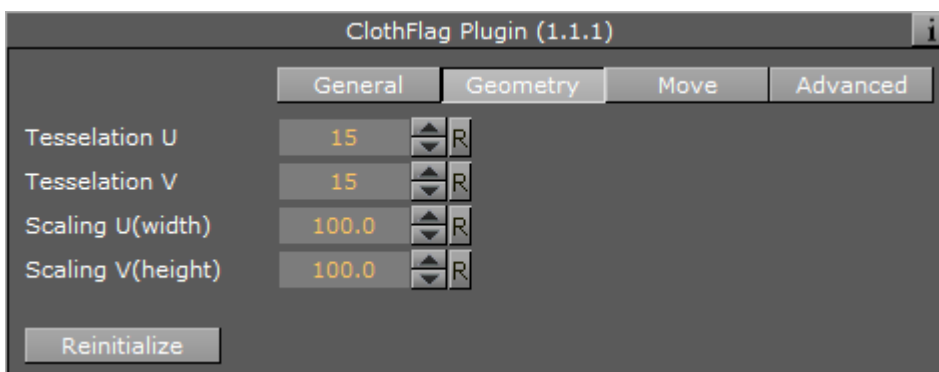 ClothFlag Plugin (1.1.1) i
General Geometry Move Advanced
Tesselation U 15 R
Tesselation V 15 R
Scaling U(width) 100.0 R
Scaling V(height) 100.0 R
Reinitialize